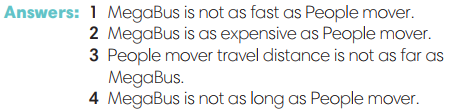 Answers: 1 MegaBus is not as fast as People mover.
2 MegaBus is as expensive as People mover.
3 People mover travel distance is not as far as
MegaBus.
4 MegaBus is not as long as People mover.